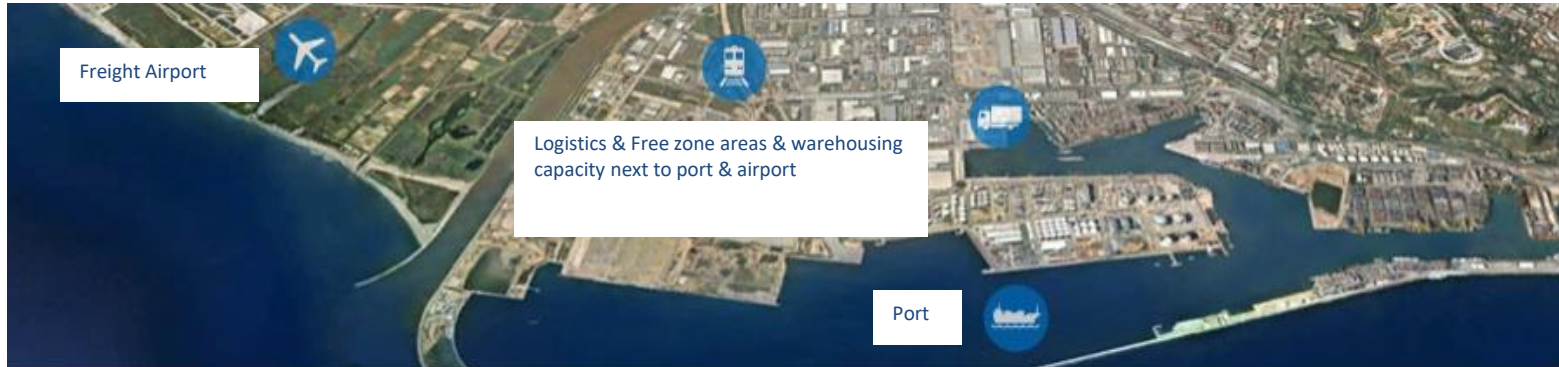 Freight Airport
Logistics & Free zone areas & warehousing
capacity next to port & airport
Port